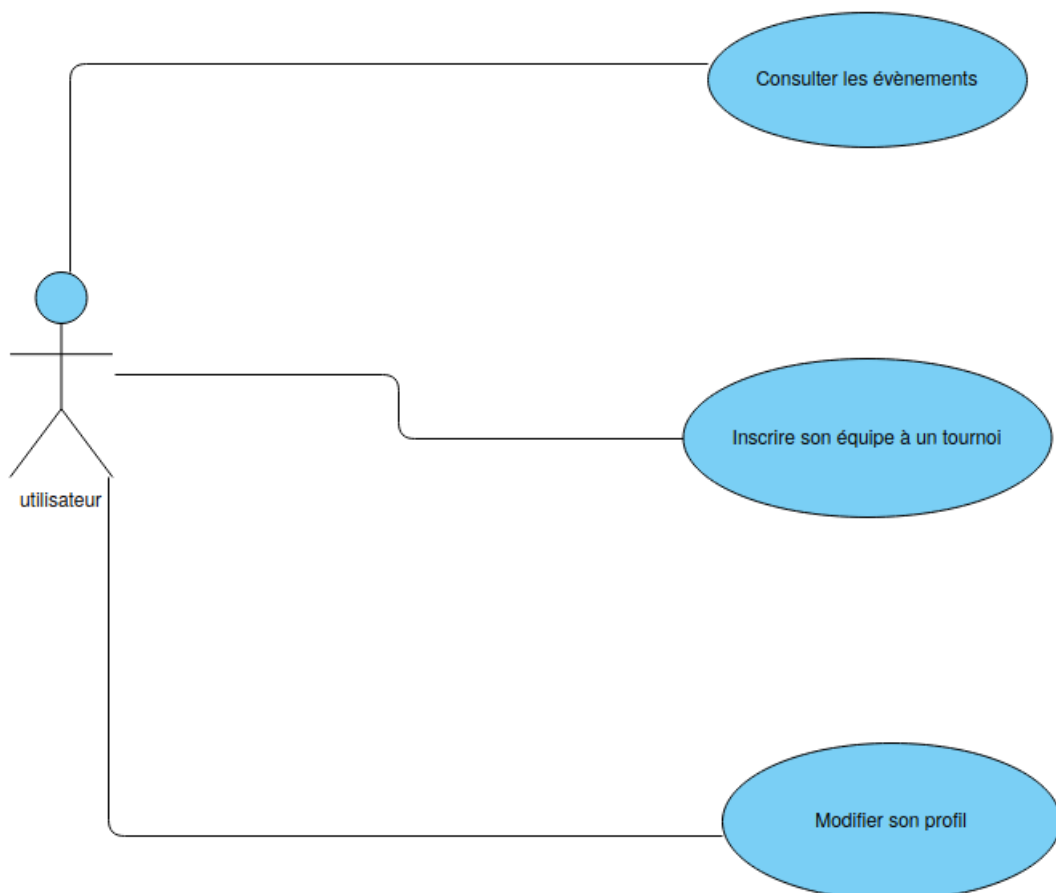 Consulter les évènements
Inscrire son équipe à un tournoi
utilisateur
Modifier son profil